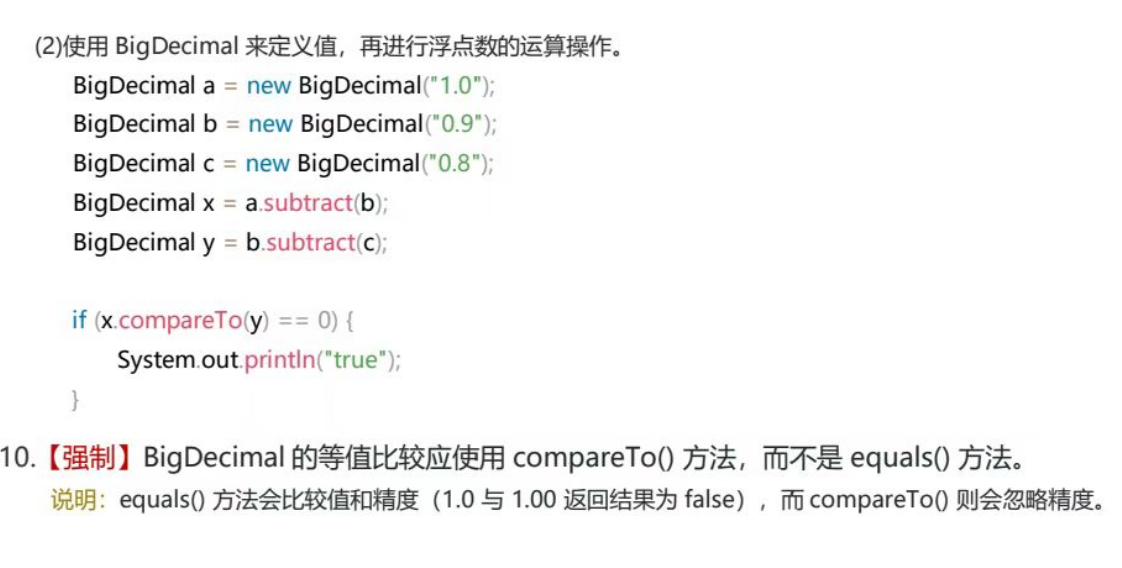 (2)使用 BigDecimal 来定义值，再进行浮点数的运算操作。
BigDecimal a = new BigDecimal("1.0");
BigDecimal b = new BigDecimal("0.9");
BigDecimal c = new BigDecimal("0.8");
BigDecimal x = a.subtract(b);
BigDecimal y = b.subtract(c);
if (x.compareTo(y) == 0) {
System.out.println("true");
}
10.【强制】BigDecimal 的等值比较应使用 compareTo() 方法，而不是 equals() 方法。
说明：equals() 方法会比较值和精度（1.0 与 1.00 返回结果为 false），而 compareTo() 则会忽略精度。